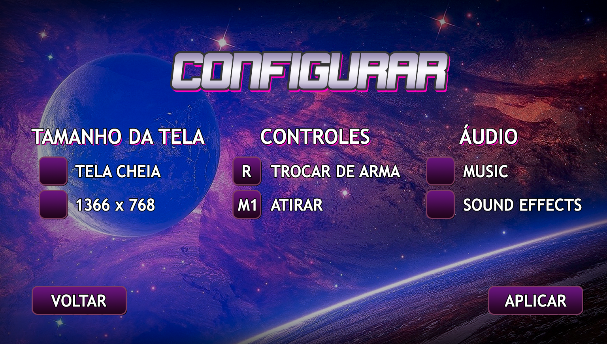 CONFIGURAR
TAMANHO DA TELA
TELA CHEIA
1366 x 768
CONTROLES
R TROCAR DE ARMA
M1 ATIRAR
ÁUDIO
MUSIC
SOUND EFFECTS
VOLTAR
APLICAR